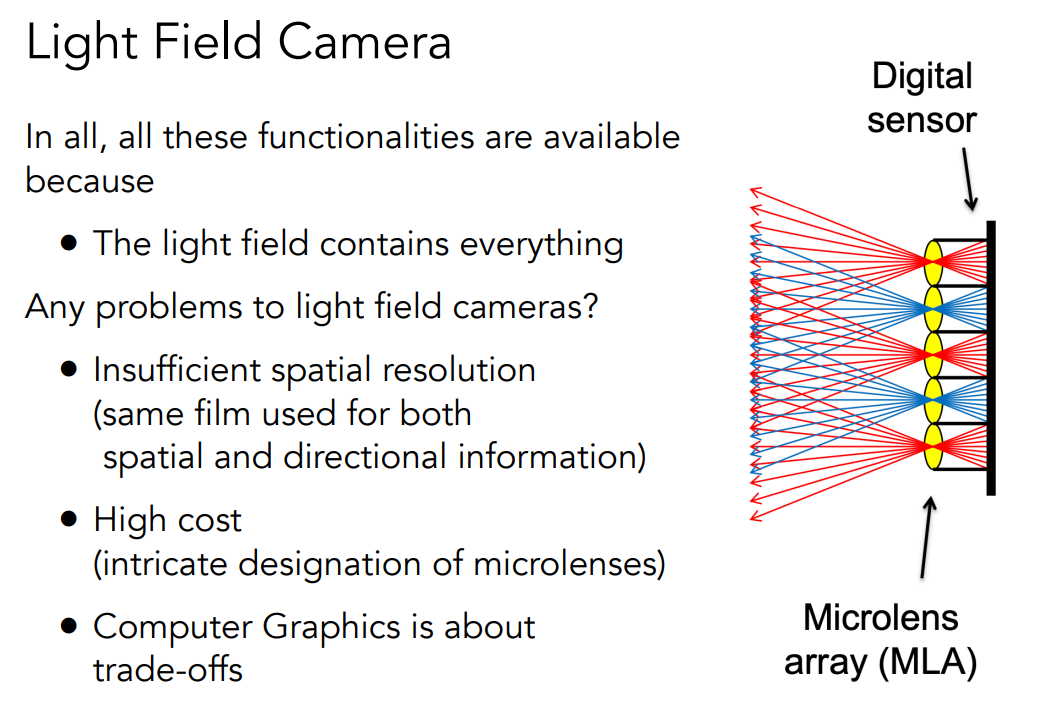 Light Field Camera
Digital
sensor
In all, all these functionalities are available
because
• The light field contains everything
Any problems to light field cameras?
• Insufficient spatial resolution
(same film used for both
spatial and directional information)
• High cost
(intricate designation of microlenses)
• Computer Graphics is about
trade-offs
Microlens
array (MLA)